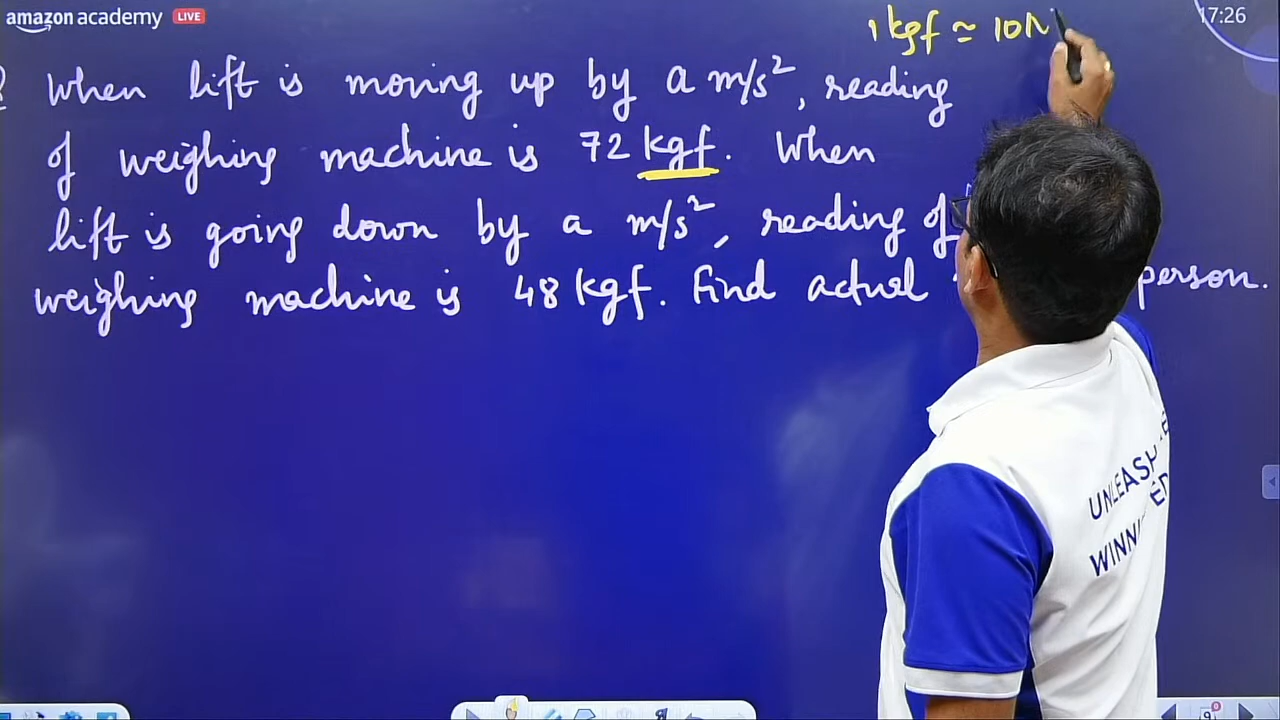 amazon academy LIVE
1 kgf ≃ 10N
17:26
When lift is moving up by a m/s², reading
of weighing machine is 72 kgf. When
lift is going down by a m/s², reading of
weighing machine is 48 kgf. Find actual person.
UNLEASH
WINN